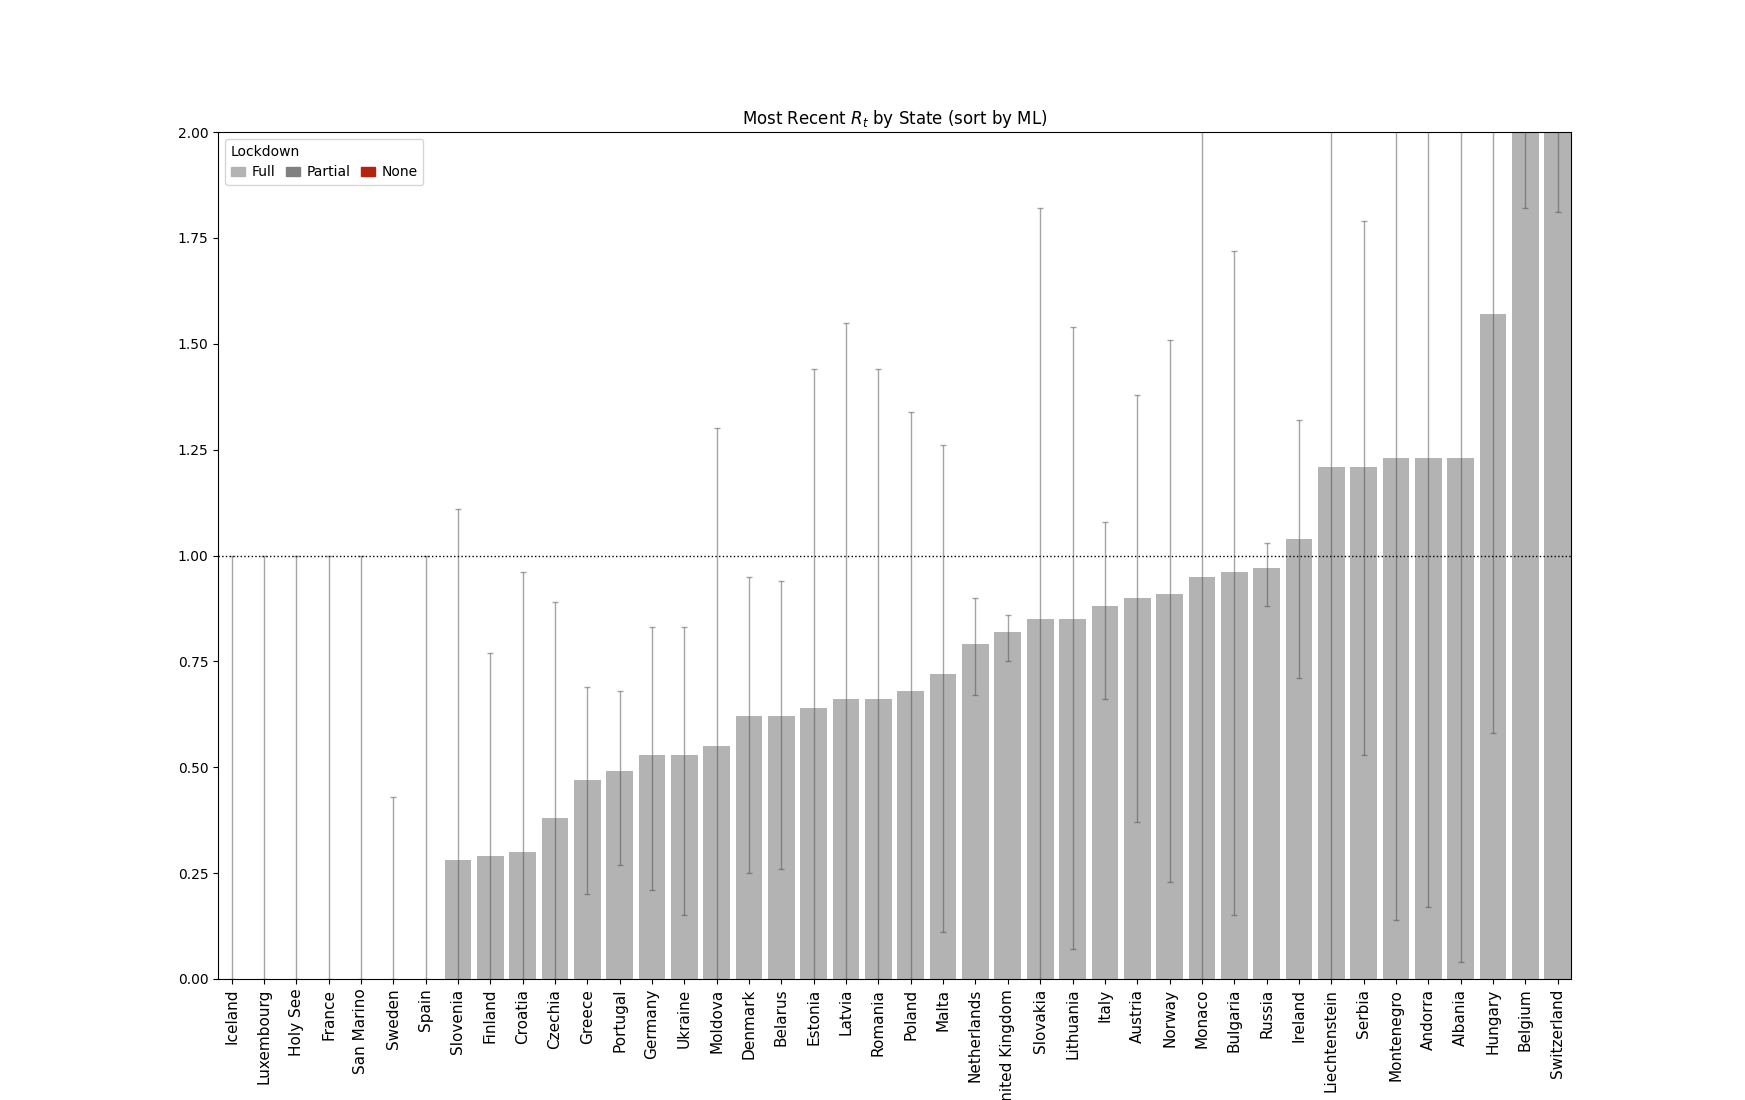 Most Recent Rt by State (sort by ML)
2.00
Lockdown
Full Partial None
1.75
1.50
1.25
1.00
0.75
0.50
0.25
0.00
Iceland
Luxembourg
Holy See
France
San Marino
Sweden
Spain
Slovenia
Finland
Croatia
Czechia
Greece
Portugal
Germany
Ukraine
Moldova
Denmark
Belarus
Estonia
Latvia
Romania
Poland
Malta
Netherlands
nited Kingdom
Slovakia
Lithuania
Italy
Austria
Norway
Monaco
Bulgaria
Russia
Ireland
Liechtenstein
Serbia
Montenegro
Andorra
Albania
Hungary
Belgium
Switzerland